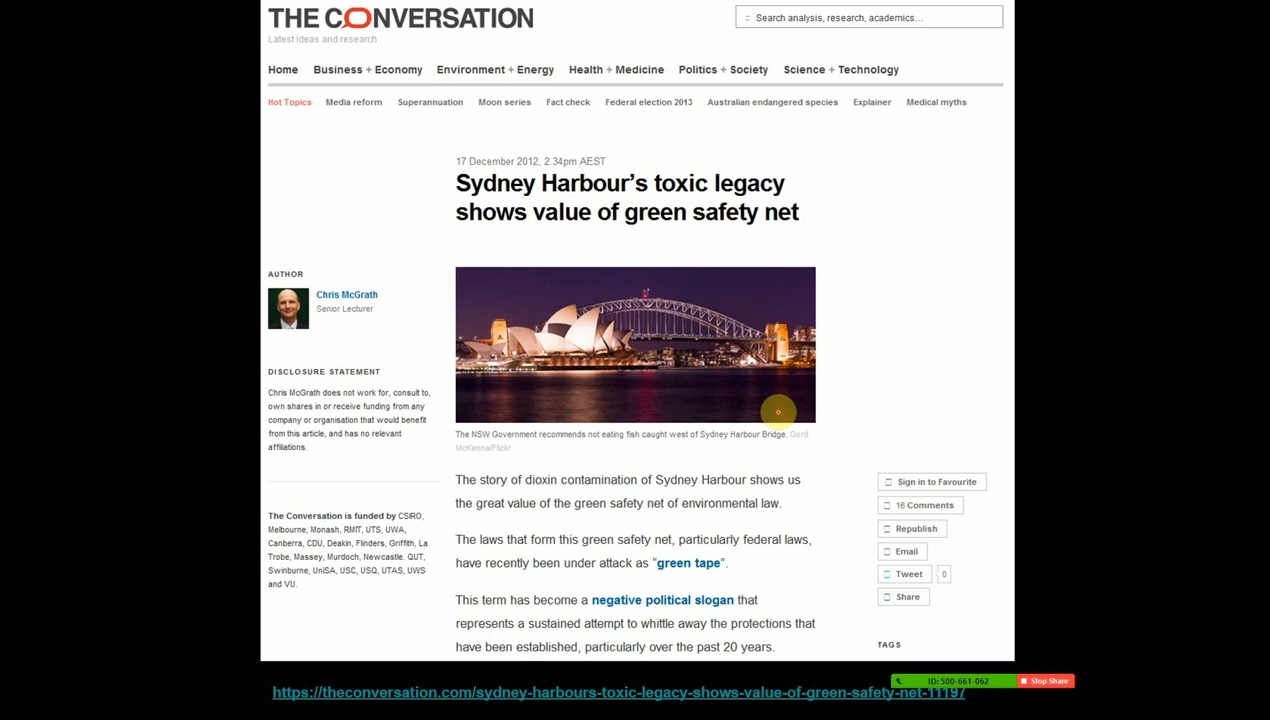 THE CONVERSATION
Search analysis, research, academics...
Latest ideas and research
Home Business + Economy Environment + Energy Health + Medicine Politics + Society Science + Technology
Hot Topics Media reform Superannuation Moon series Fact check Federal election 2013 Australian endangered species Explainer Medical myths
17 December 2012, 2.34pm AEST
Sydney Harbour's toxic legacy
shows value of green safety net
AUTHOR
Chris McGrath
Senior Lecturer
DISCLOSURE STATEMENT
Chris McGrath does not work for, consult to,
own shares in or receive funding from any
company or organisation that would benefit
from this article, and has no relevant
affiliations.
The Conversation is funded by CSIRO,
Melbourne, Monash, RMIT, UTS, UWA,
Canberra, CDU, Deakin, Flinders, Griffith, La
Trobe, Massey, Murdoch, Newcastle. QUT,
Swinburne, UniSA, USC, USQ, UTAS, UWS
and VU.
The NSW Government recommends not eating fish caught west of Sydney Harbour Bridge. Gord
McKenna/Flickr
The story of dioxin contamination of Sydney Harbour shows us
the great value of the green safety net of environmental law.
The laws that form this green safety net, particularly federal laws,
have recently been under attack as "green tape".
This term has become a negative political slogan that
represents a sustained attempt to whittle away the protections that
have been established, particularly over the past 20 years.
Sign in to Favourite
16 Comments
Republish
Email
Tweet 0
Share
TAGS
ID: 500-661-062 Stop Share
https://theconversation.com/sydney-harbours-toxic-legacy-shows-value-of-green-safety-net-11197